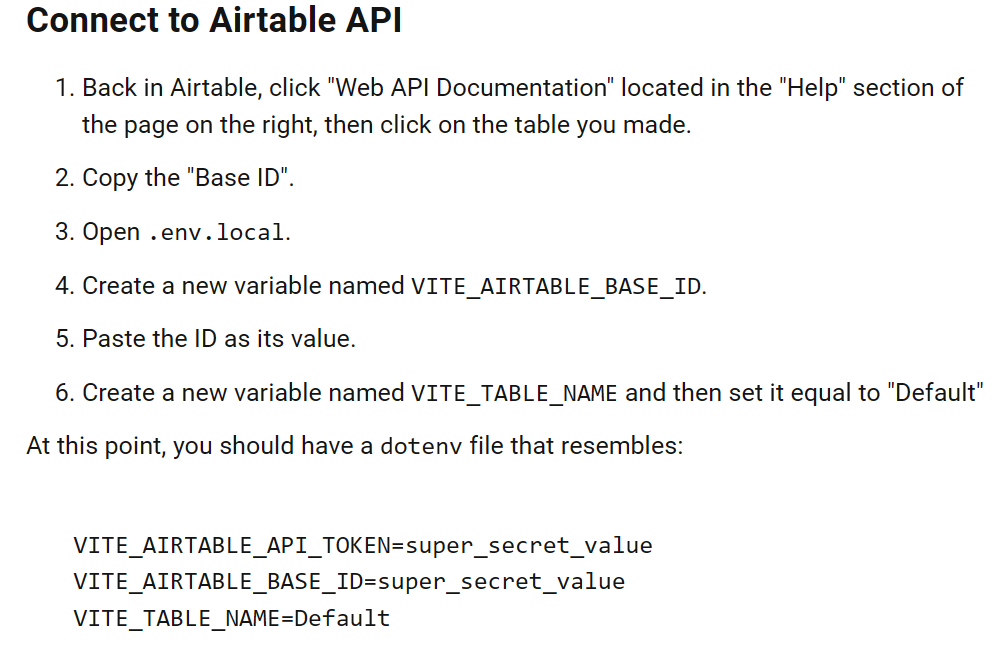 Connect to Airtable API
1. Back in Airtable, click "Web API Documentation" located in the "Help" section of
the page on the right, then click on the table you made.
2. Copy the "Base ID".
3. Open .env.local.
4. Create a new variable named VITE_AIRTABLE_BASE_ID.
5. Paste the ID as its value.
6. Create a new variable named VITE_TABLE_NAME and then set it equal to "Default"
At this point, you should have a dotenv file that resembles:
VITE_AIRTABLE_API_TOKEN=super_secret_value
VITE_AIRTABLE_BASE_ID=super_secret_value
VITE_TABLE_NAME=Default